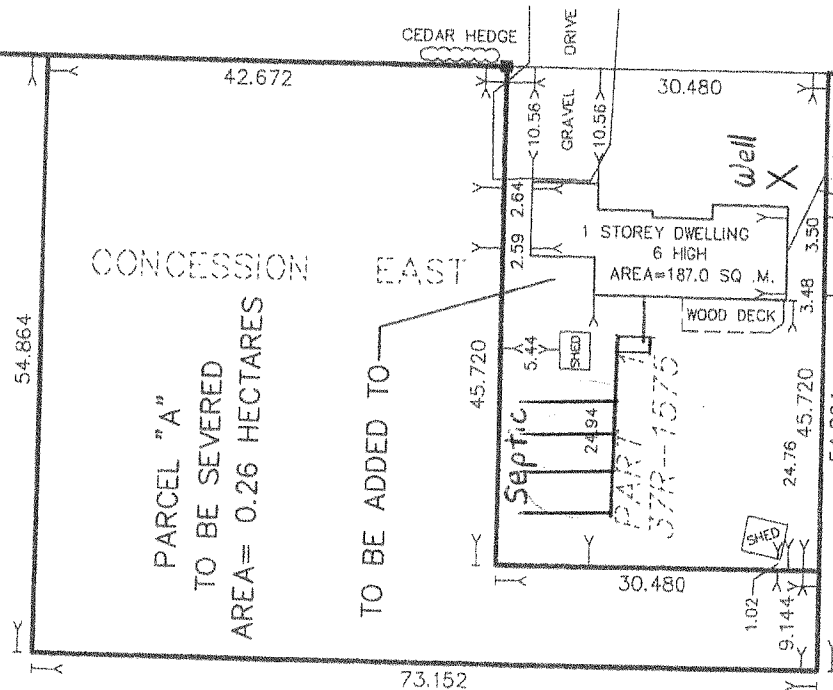 CEDAR HEDGE
DRIVE
42.672
30.480
10.56
GRAVEL
10.56
Well
X
2.64
2.59
1 STOREY DWELLING
6 HIGH
AREA=187.0 SQ .M.
3.50
3.48
CONCESSION EAST
WOOD DECK
54.864
PARCEL "A"
TO BE SEVERED
AREA= 0.26 HECTARES
TO BE ADDED TO
45.720
5.44
SHED
Septic
24.94
PART 1
37R-1575
24.76
45.720
SHED
30.480
1.02
9.144
73.152